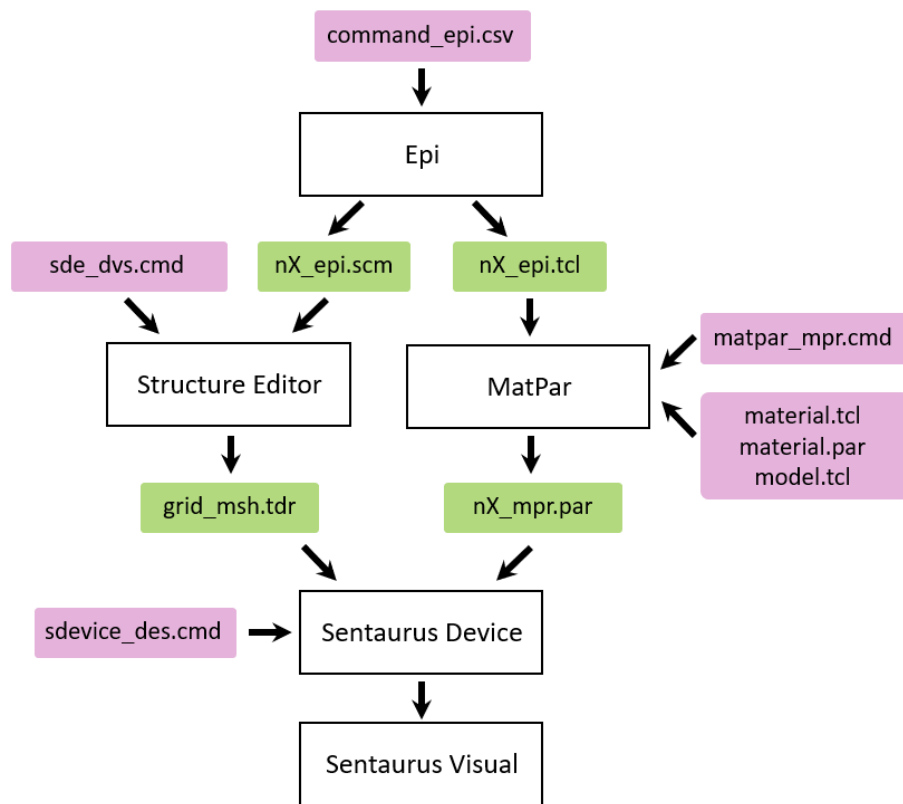 command_epi.csv
Epi
sde_dvs.cmd
nX_epi.scm
nX_epi.tcl
Structure Editor
MatPar
matpar_mpr.cmd
material.tcl
material.par
model.tcl
grid_msh.tdr
nX_mpr.par
sdevice_des.cmd
Sentaurus Device
Sentaurus Visual